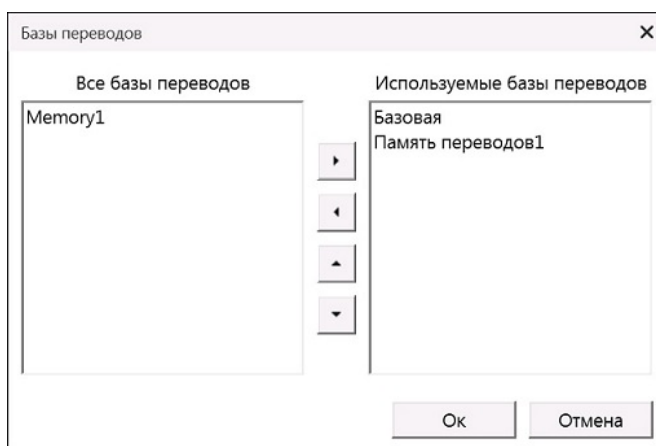 Базы переводов
Все базы переводов
Используемые базы переводов
Memory1
Базовая
Память переводов1
Ок
Отмена